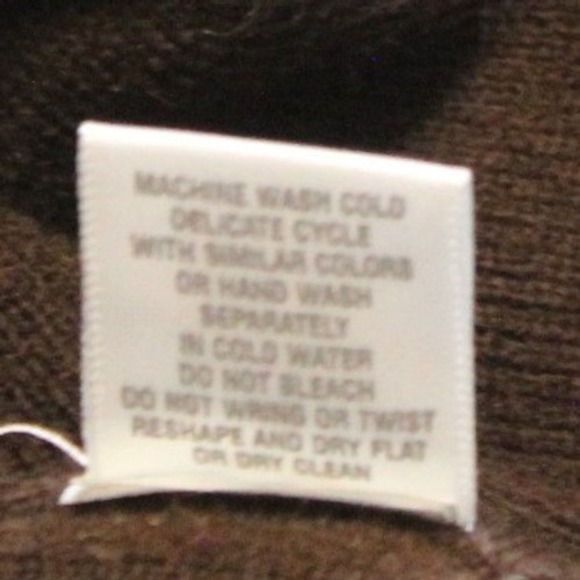 MACHINE WASH COLD
DELICATE CYCLE
WITH SIMILAR COLORS
OR HAND WASH
SEPARATELY
IN COLD WATER
DO NOT BLEACH
DO NOT WRING OR TWIST
RESHAPE AND DRY FLAT
OR DRY CLEAN